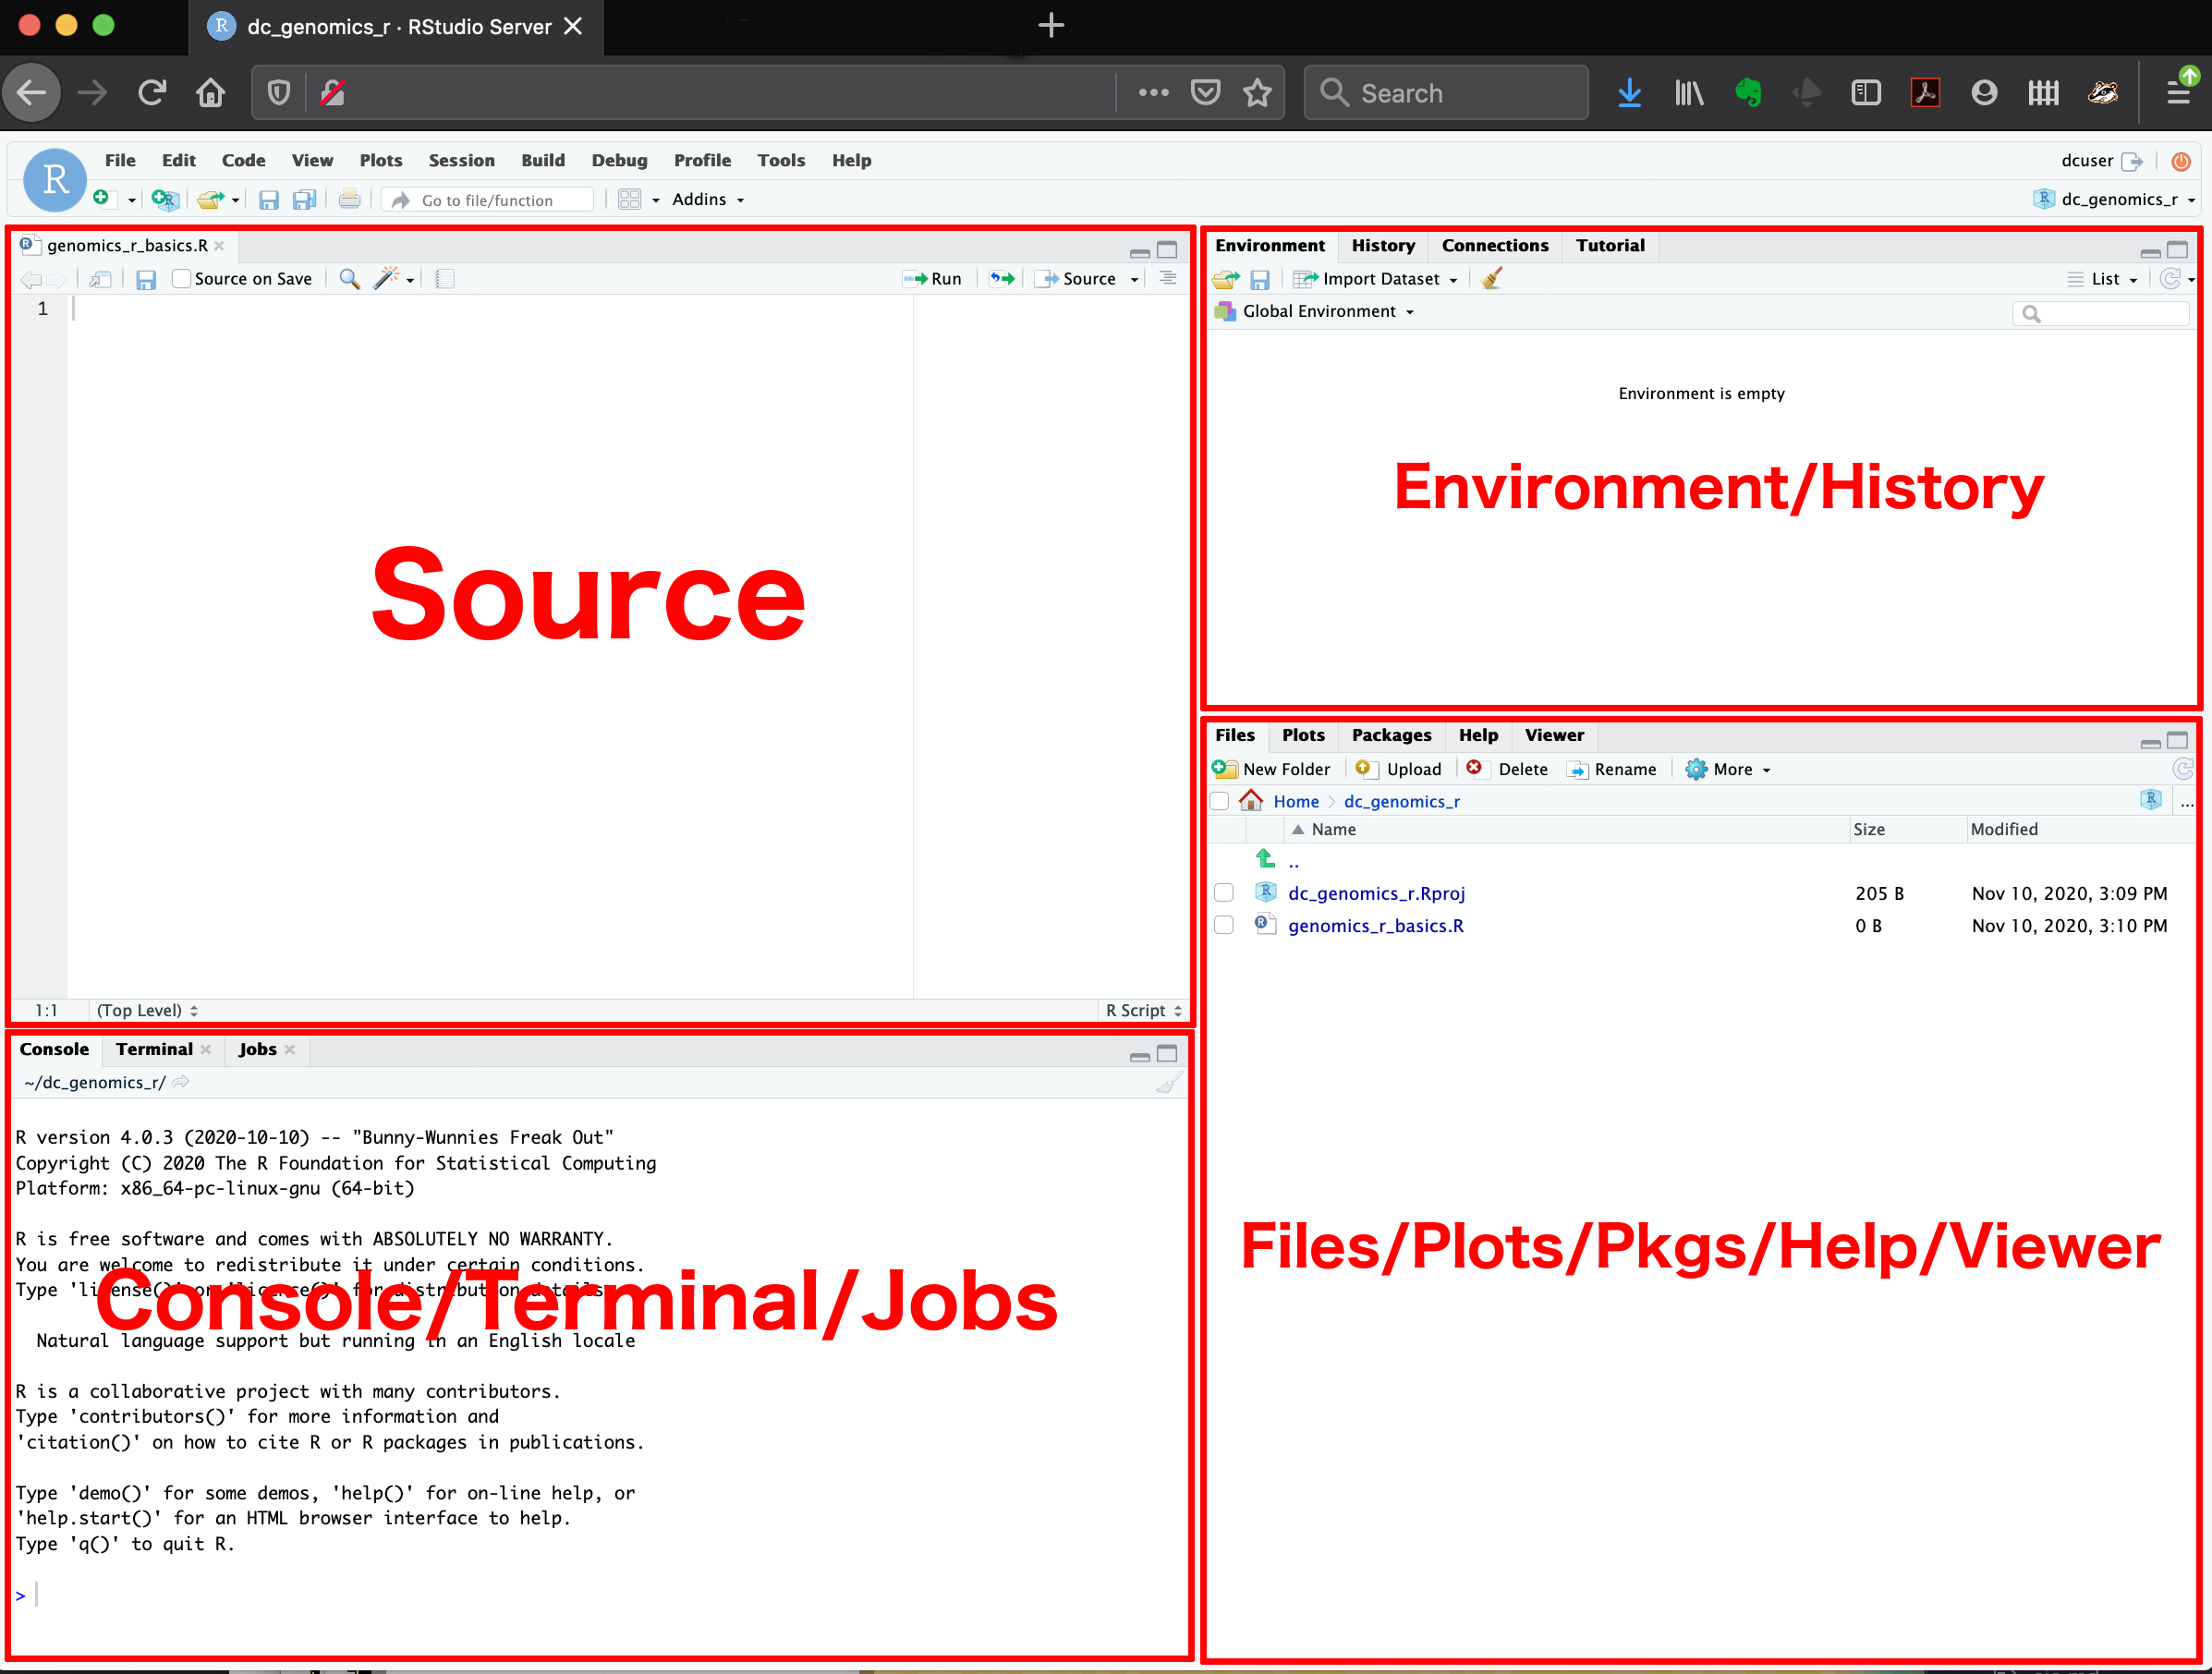 dc_genomics_r · RStudio Server
Search
File Edit Code View Plots Session Build Debug Profile Tools Help
dcuser
Go to file/function
Addins
dc_genomics_r
genomics_r_basics.R
Source on Save
Run
Source
1
Source
1:1
(Top Level)
R Script
Console Terminal Jobs
~/dc_genomics_r/
R version 4.0.3 (2020-10-10) -- "Bunny-Wunnies Freak Out"
Copyright (C) 2020 The R Foundation for Statistical Computing
Platform: x86_64-pc-linux-gnu (64-bit)
R is free software and comes with ABSOLUTELY NO WARRANTY.
You are welcome to redistribute it under certain conditions.
Type 'license()' or 'licence()' for distribution details.
Console/Terminal/Jobs
Natural language support but running in an English locale
R is a collaborative project with many contributors.
Type 'contributors()' for more information and
'citation()' on how to cite R or R packages in publications.
Type 'demo()' for some demos, 'help()' for on-line help, or
'help.start()' for an HTML browser interface to help.
Type 'q()' to quit R.
>
Environment History Connections Tutorial
Import Dataset
List
Global Environment
Environment is empty
Environment/History
Files Plots Packages Help Viewer
New Folder Upload Delete Rename More
Home dc_genomics_r
...
Name Size Modified
..
dc_genomics_r.Rproj 205 B Nov 10, 2020, 3:09 PM
genomics_r_basics.R 0 B Nov 10, 2020, 3:10 PM
Files/Plots/Pkgs/Help/Viewer